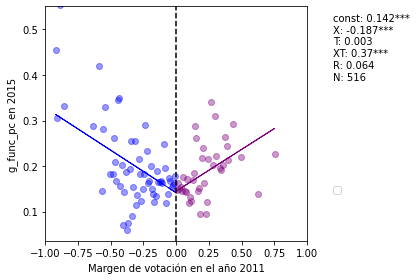 const: 0.142***
X: -0.187***
T: 0.003
XT: 0.37***
R: 0.064
N: 516
g_func_pc en 2015
0.5
0.4
0.3
0.2
0.1
−1.00 −0.75 −0.50 −0.25 0.00 0.25 0.50 0.75 1.00
Margen de votación en el año 2011